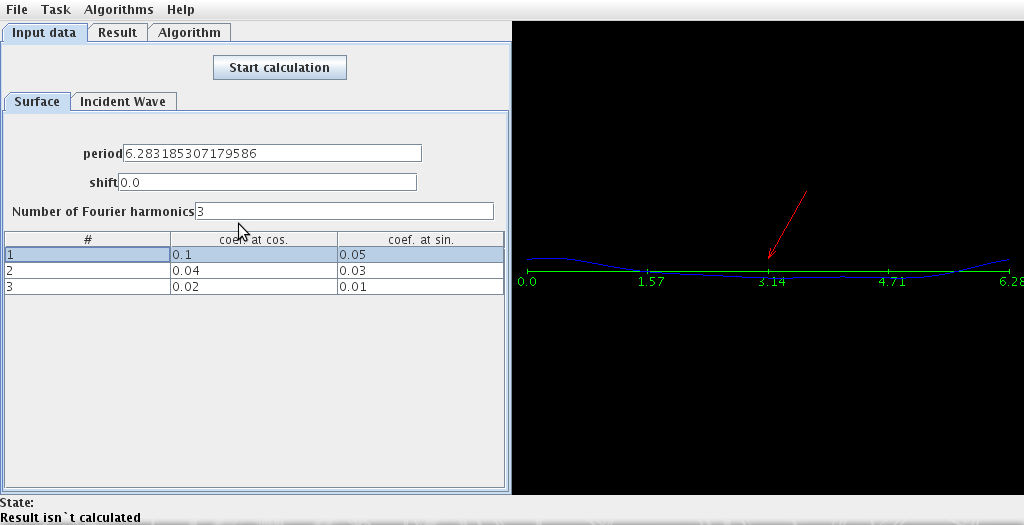 File Task Algorithms Help
Input data Result Algorithm
Start calculation
Surface Incident Wave
period 6.283185307179586
shift 0.0
Number of Fourier harmonics 3
# coef. at cos. coef. at sin.
1 0.1 0.05
2 0.04 0.03
3 0.02 0.01
0.0 1.57 3.14 4.71 6.28
State:
Result isn`t calculated